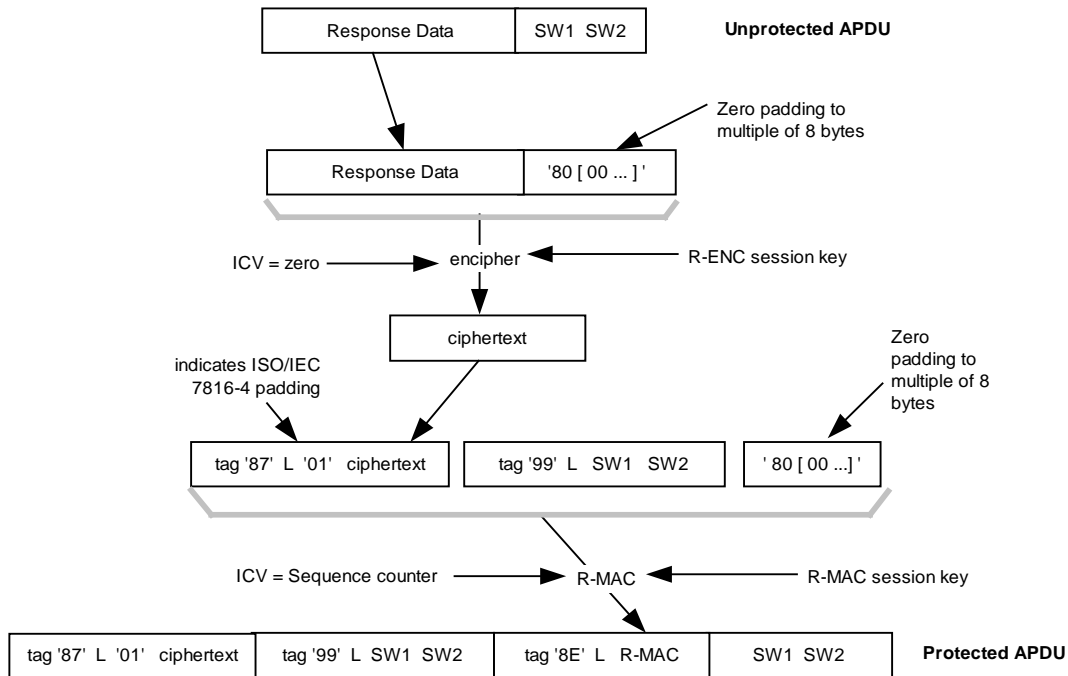 Response Data SW1 SW2 Unprotected APDU
Zero padding to
multiple of 8 bytes
Response Data '80 [ 00 ... ] '
ICV = zero encipher R-ENC session key
ciphertext
indicates ISO/IEC
7816-4 padding
Zero
padding to
multiple of 8
bytes
tag '87' L '01' ciphertext tag '99' L SW1 SW2 ' 80 [ 00 ...] '
ICV = Sequence counter R-MAC R-MAC session key
tag '87' L '01' ciphertext tag '99' L SW1 SW2 tag '8E' L R-MAC SW1 SW2 Protected APDU